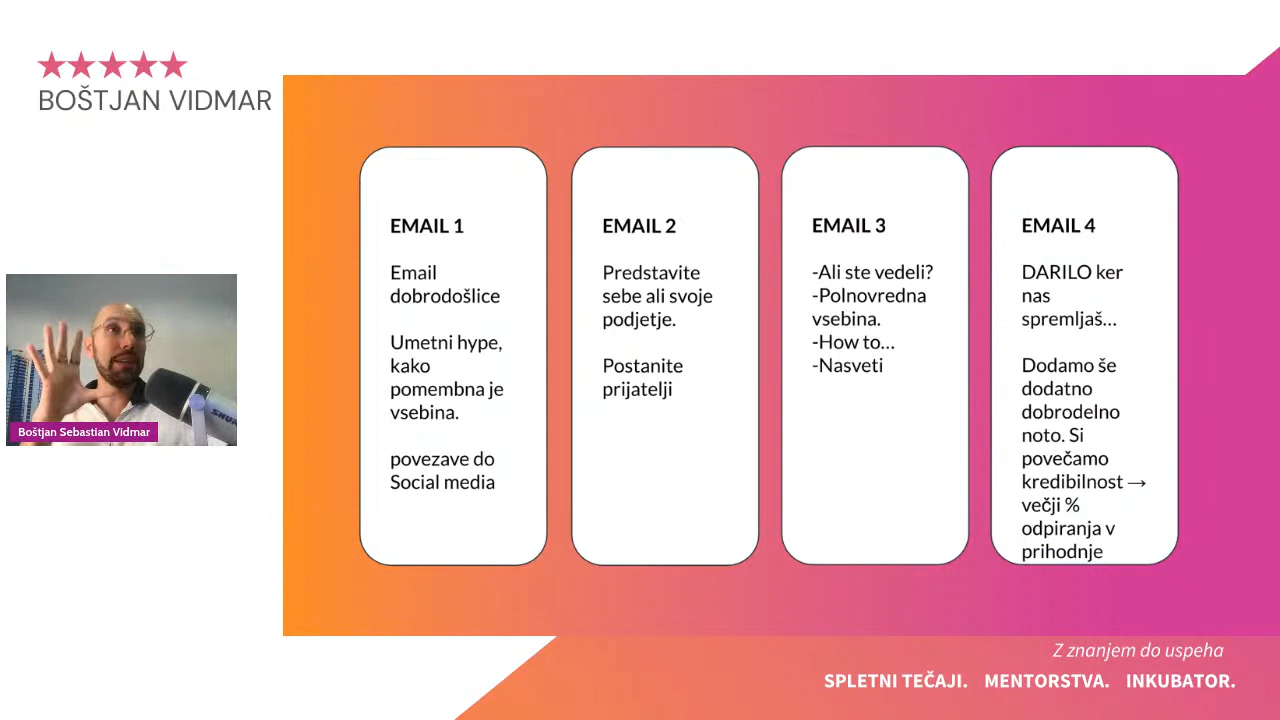 BOŠTJAN VIDMAR
EMAIL 1
Email
dobrodošlice
Umetni hype,
kako
pomembna je
vsebina.
povezave do
Social media
EMAIL 2
Predstavite
sebe ali svoje
podjetje.
Postanite
prijatelji
EMAIL 3
-Ali ste vedeli?
-Polnovredna
vsebina.
-How to...
-Nasveti
EMAIL 4
DARILO ker
nas
spremljaš...
Dodamo še
dodatno
dobrodelno
noto. Si
povečamo
kredibilnost →
večji %
odpiranja v
prihodnje
Boštjan Sebastian Vidmar
Z znanjem do uspeha
SPLETNI TEČAJI. MENTORSTVA. INKUBATOR.